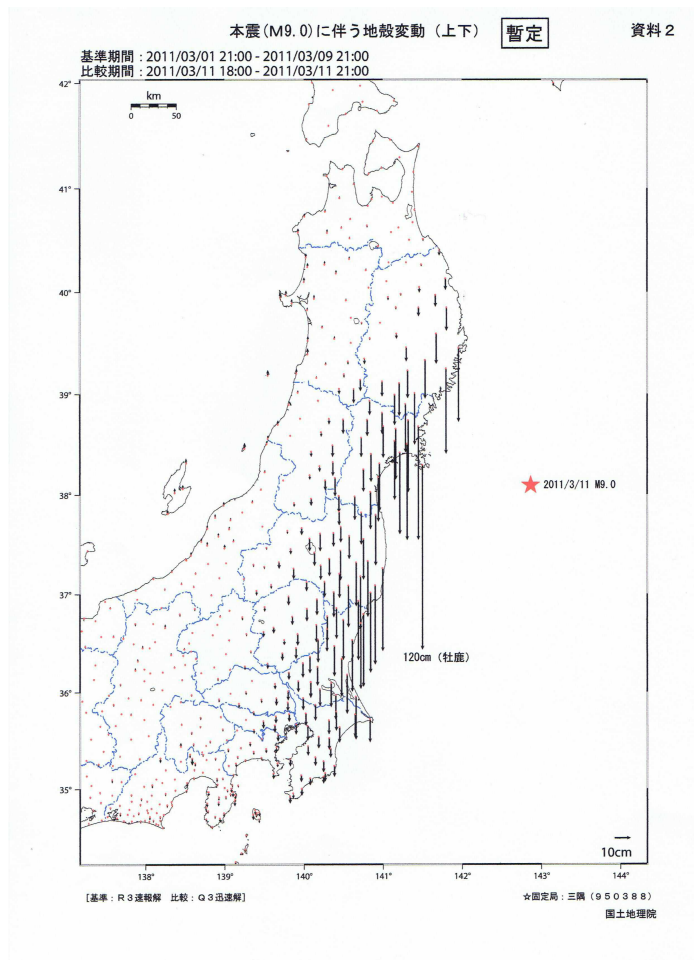 本震(M9.0)に伴う地殻変動（上下） 暫定 資料２
基準期間：2011/03/01 21:00 - 2011/03/09 21:00
比較期間：2011/03/11 18:00 - 2011/03/11 21:00
42°
km
0 50
41°
40°
39°
2011/3/11 M9.0
38°
37°
120cm（牡鹿）
36°
35°
10cm
138° 139° 140° 141° 142° 143° 144°
［基準：Ｒ３速報解　比較：Ｑ３迅速解］ ☆固定局：三隅（９５０３８８）
国土地理院